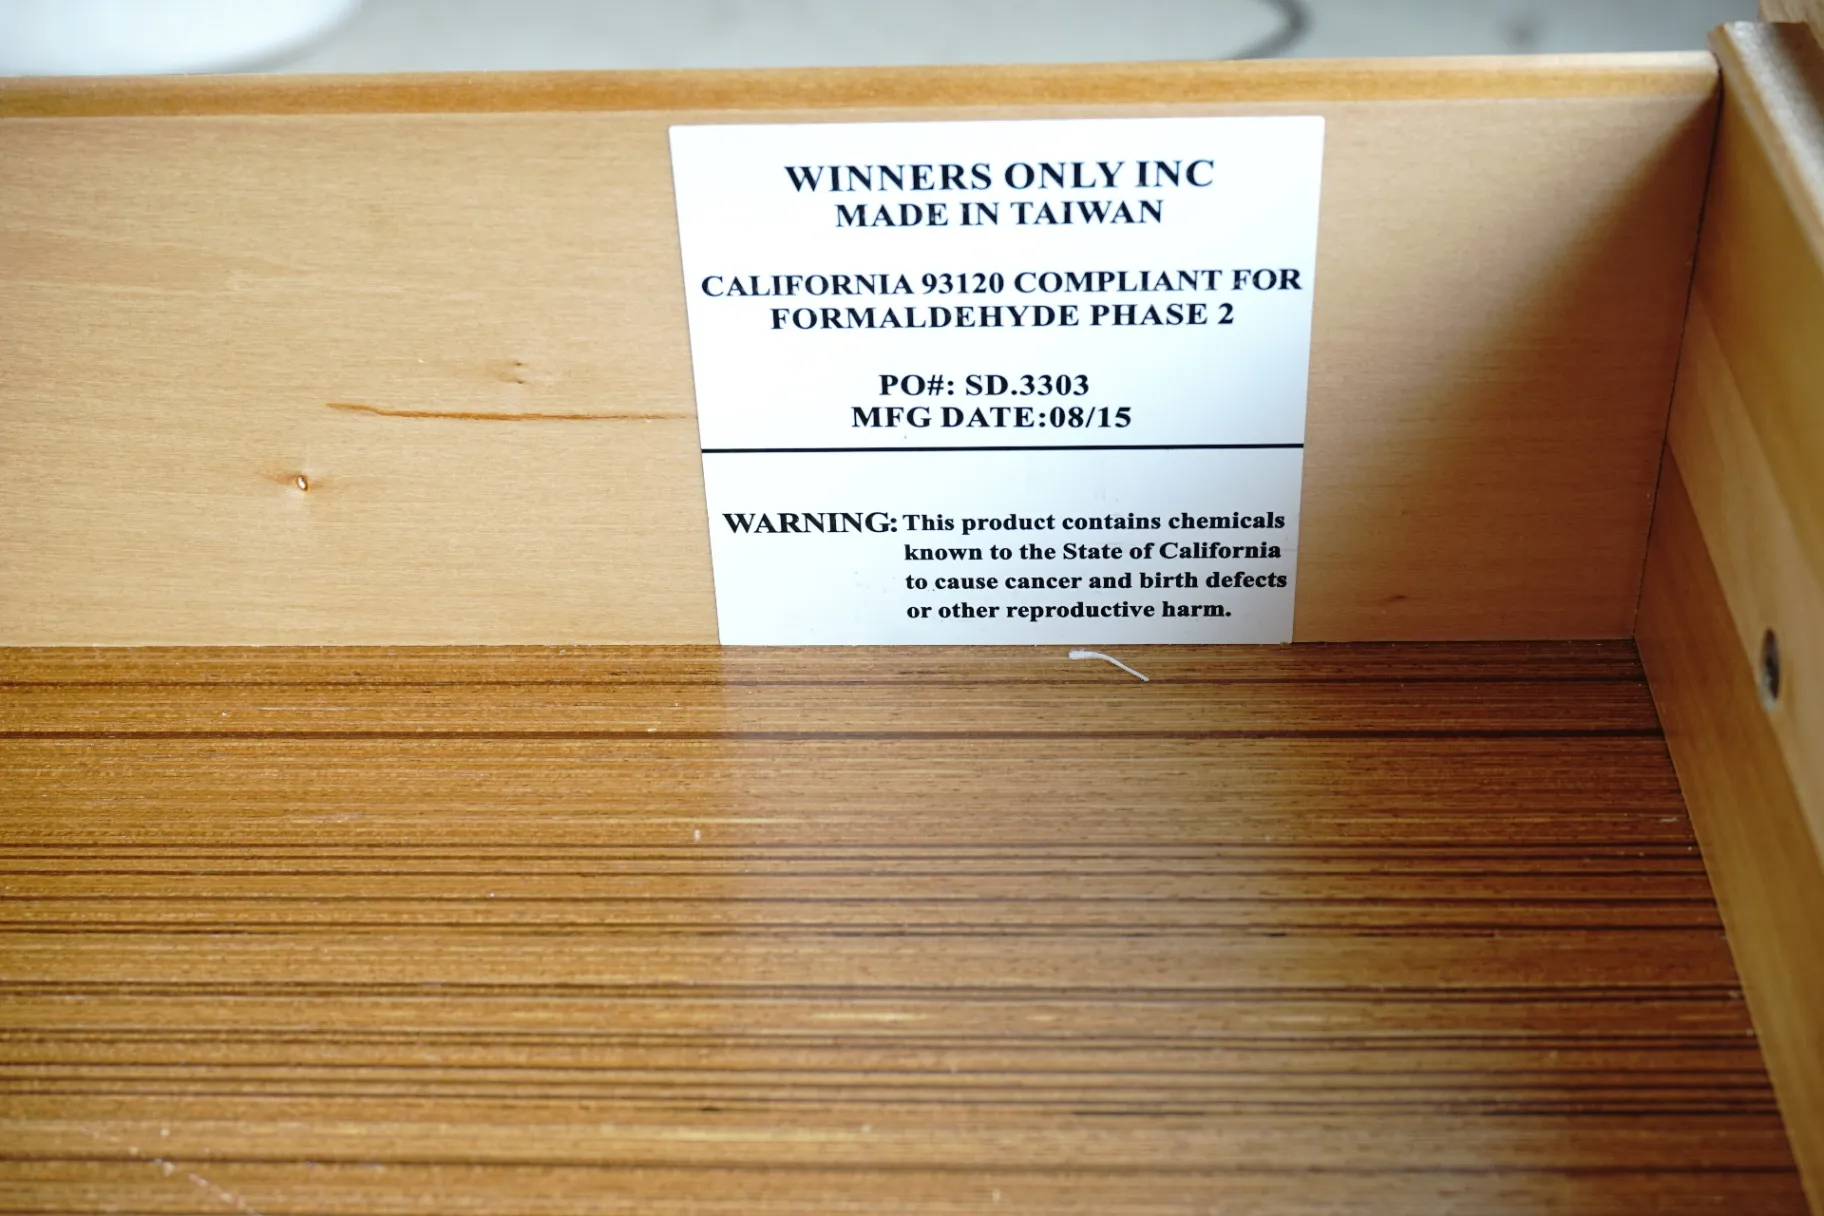 WINNERS ONLY INC
MADE IN TAIWAN
CALIFORNIA 93120 COMPLIANT FOR
FORMALDEHYDE PHASE 2
PO#: SD.3303
MFG DATE:08/15
WARNING: This product contains chemicals
known to the State of California
to cause cancer and birth defects
or other reproductive harm.